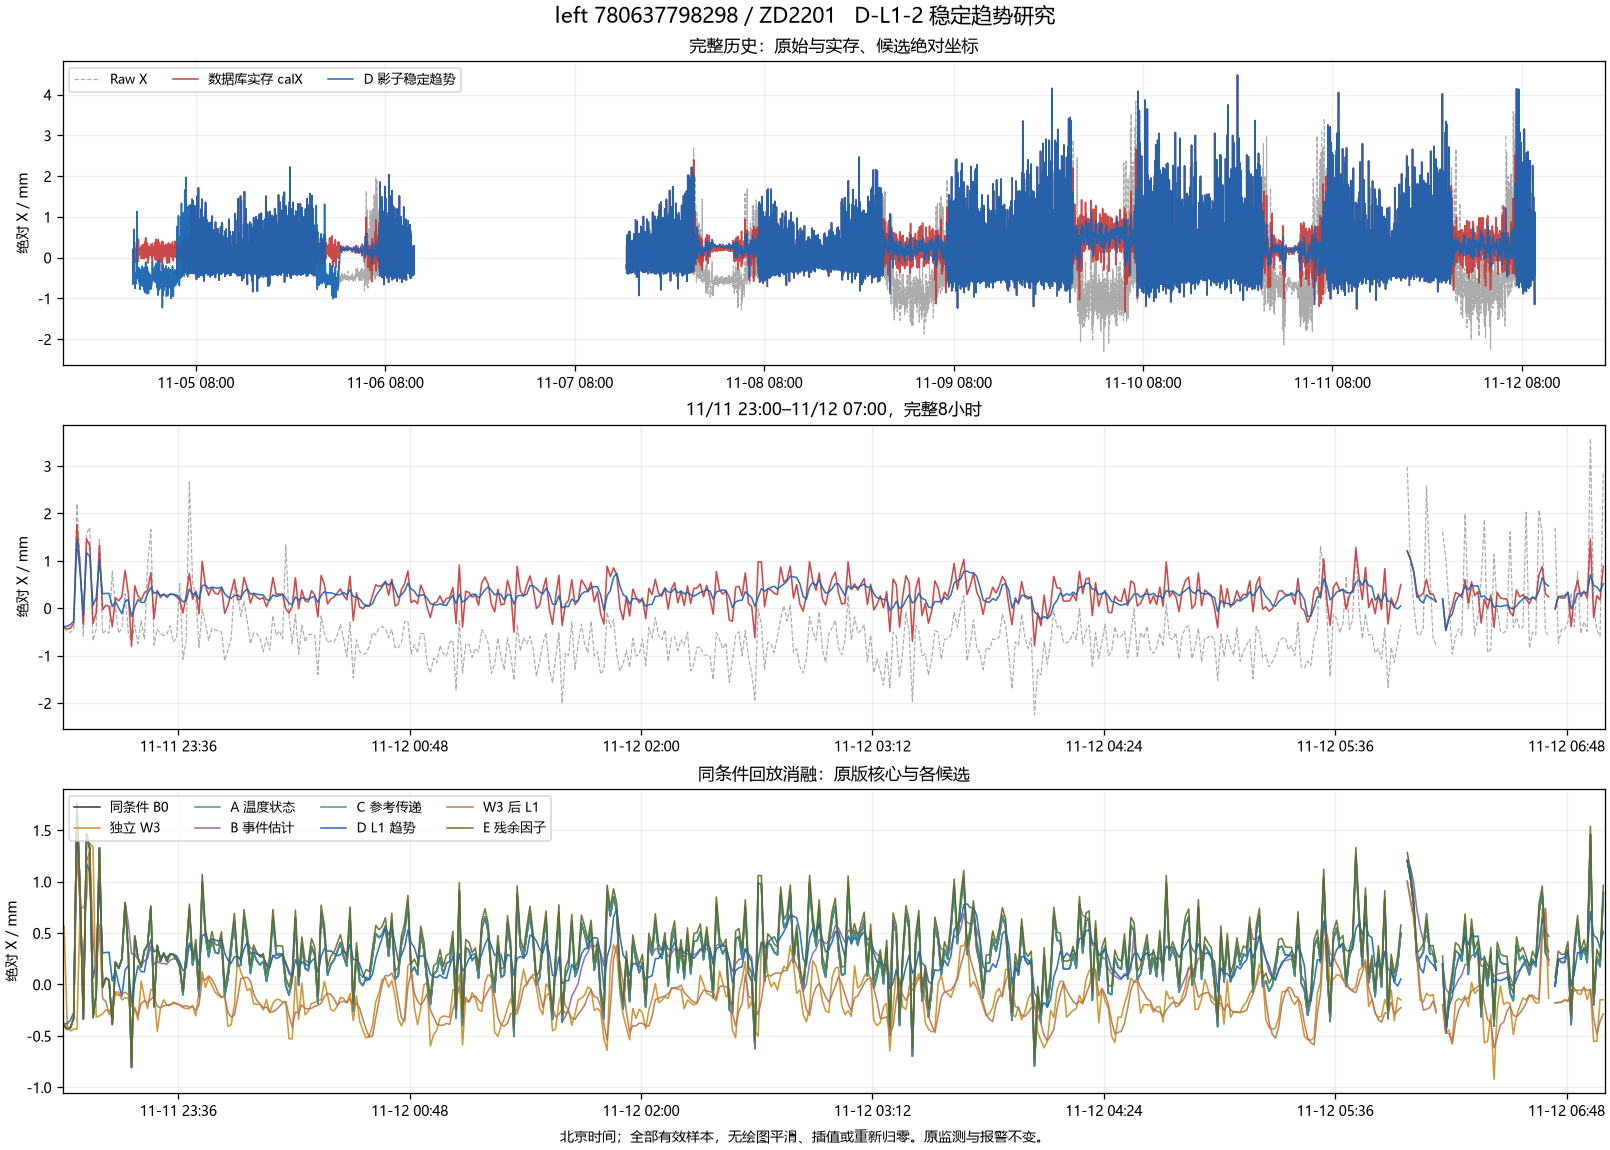 left 780637798298 / ZD2201 D-L1-2 稳定趋势研究
完整历史：原始与实存、候选绝对坐标
Raw X 数据库实存 calX D 影子稳定趋势
绝对 X / mm
4
3
2
1
0
-1
-2
11-05 08:00 11-06 08:00 11-07 08:00 11-08 08:00 11-09 08:00 11-10 08:00 11-11 08:00 11-12 08:00
11/11 23:00–11/12 07:00，完整8小时
绝对 X / mm
3
2
1
0
-1
-2
11-11 23:36 11-12 00:48 11-12 02:00 11-12 03:12 11-12 04:24 11-12 05:36 11-12 06:48
同条件回放消融：原版核心与各候选
同条件 B0 A 温度状态 C 参考传递 W3 后 L1
独立 W3 B 事件估计 D L1 趋势 E 残余因子
绝对 X / mm
1.5
1.0
0.5
0.0
-0.5
-1.0
11-11 23:36 11-12 00:48 11-12 02:00 11-12 03:12 11-12 04:24 11-12 05:36 11-12 06:48
北京时间；全部有效样本，无绘图平滑、插值或重新归零。原监测与报警不变。